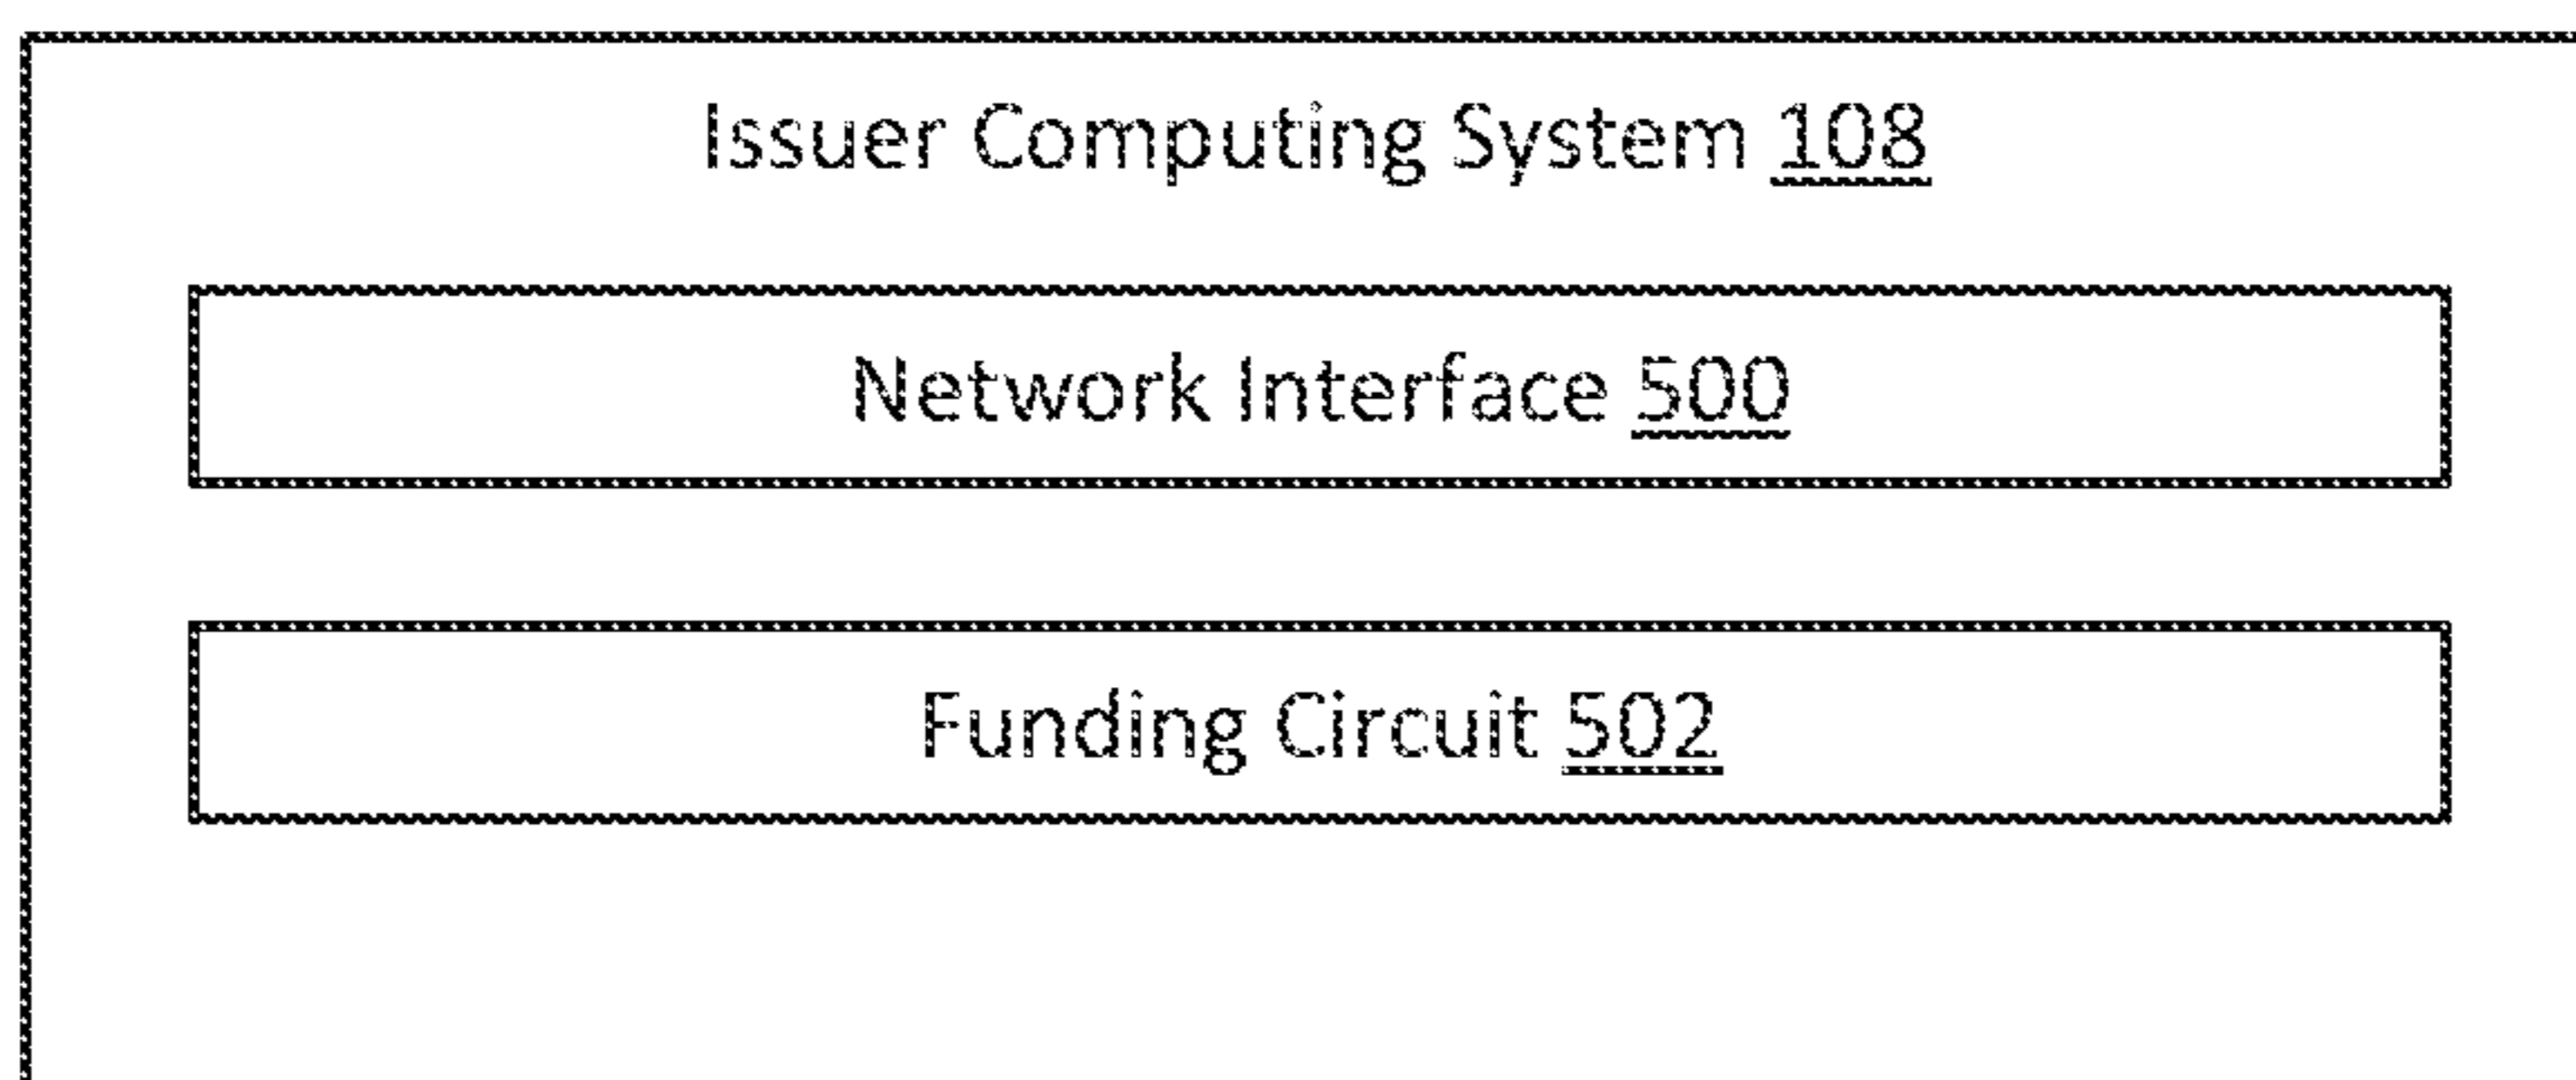 Issuer Computing System 108
Network Interface 500
Funding Circuit 502